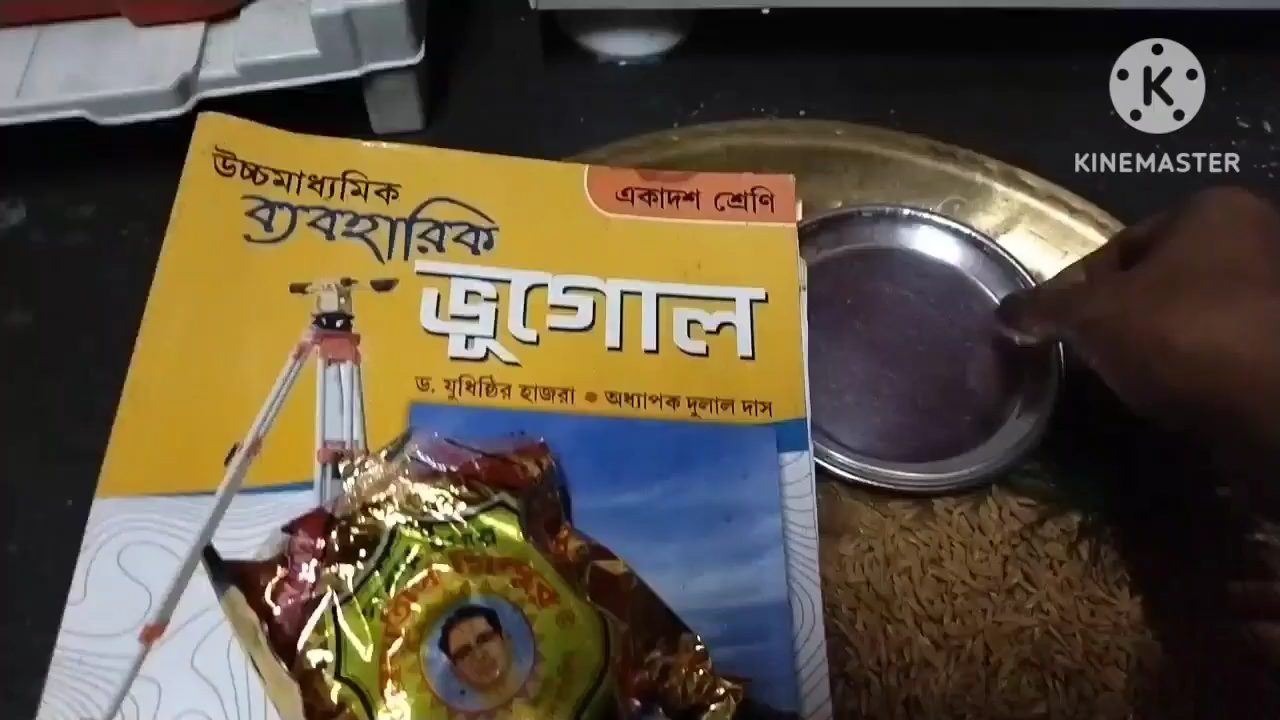 উচ্চমাধ্যমিক
ব্যবহারিক
ভূগোল
একাদশ শ্রেণি
ড. যুধিষ্ঠির হাজরা • অধ্যাপক দুলাল দাস
K
KINEMASTER